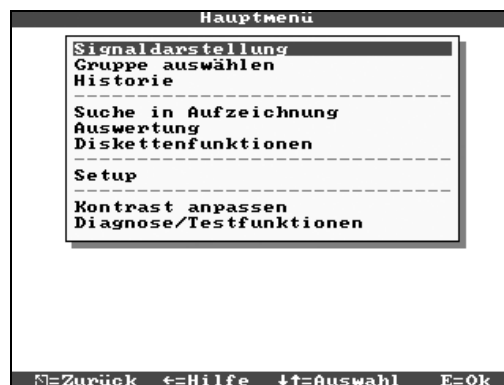 Hauptmenü
Signaldarstellung
Gruppe auswählen
Historie
Suche in Aufzeichnung
Auswertung
Diskettenfunktionen
Setup
Kontrast anpassen
Diagnose/Testfunktionen
=Zurück ←=Hilfe ↓↑=Auswahl E=Ok